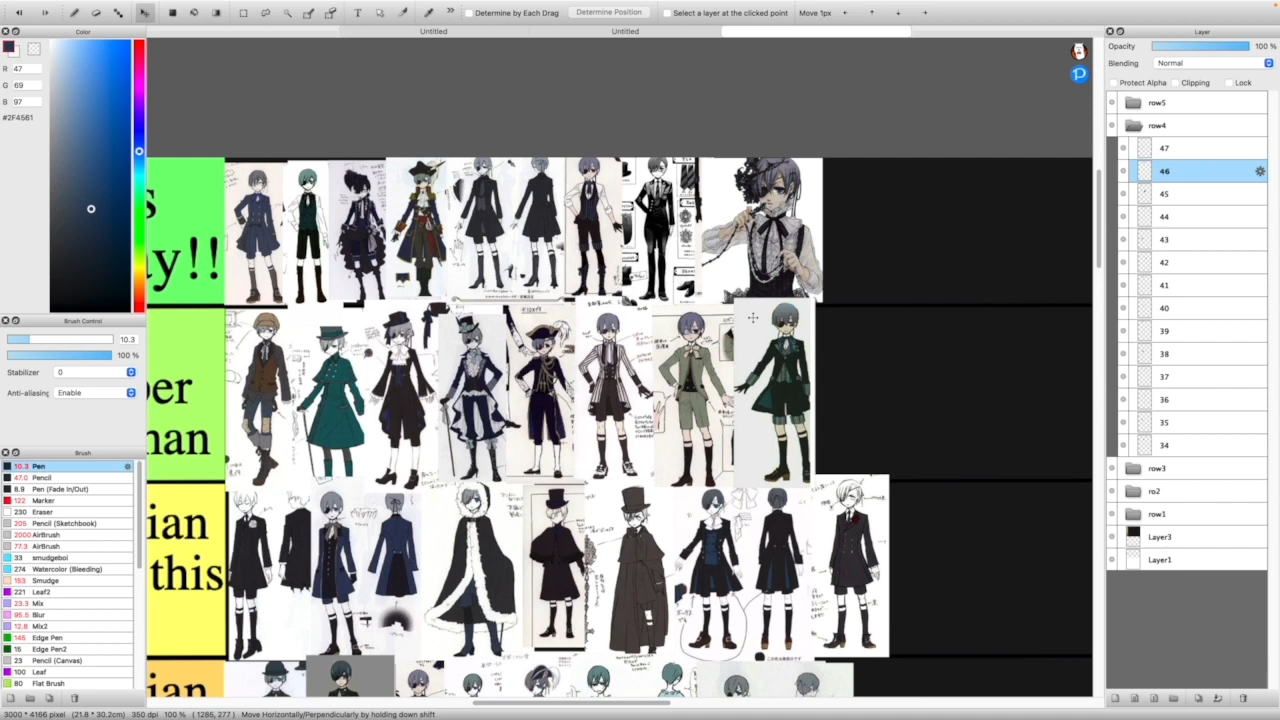 Determine by Each Drag
Determine Position
Select a layer at the clicked point
Move 1px
Color
Untitled
Untitled
Layer
R 47
G 69
B 97
#2F4561
Opacity
100 %
Blending
Normal
Protect Alpha
Clipping
Lock
row5
row4
47
46
45
44
43
42
41
40
39
38
37
36
35
34
row3
ro2
row1
Layer3
Layer1
Brush Control
10.3
100 %
Stabilizer
0
Anti-aliasing
Enable
Brush
10.3 Pen
47.0 Pencil
8.9 Pen (Fade In/Out)
122 Marker
230 Eraser
205 Pencil (Sketchbook)
2000 AirBrush
77.3 AirBrush
33 smudgeboi
274 Watercolor (Bleeding)
153 Smudge
221 Leaf2
23.3 Mix
95.5 Blur
12.8 Mix2
145 Edge Pen
15 Edge Pen2
23 Pencil (Canvas)
100 Leaf
80 Flat Brush
s
y!!
er
nan
ian
this
ian
3000 * 4166 pixel (21.8 * 30.2cm) 350 dpi 100 % ( 1285, 277 ) Move Horizontally/Perpendicularly by holding down shift